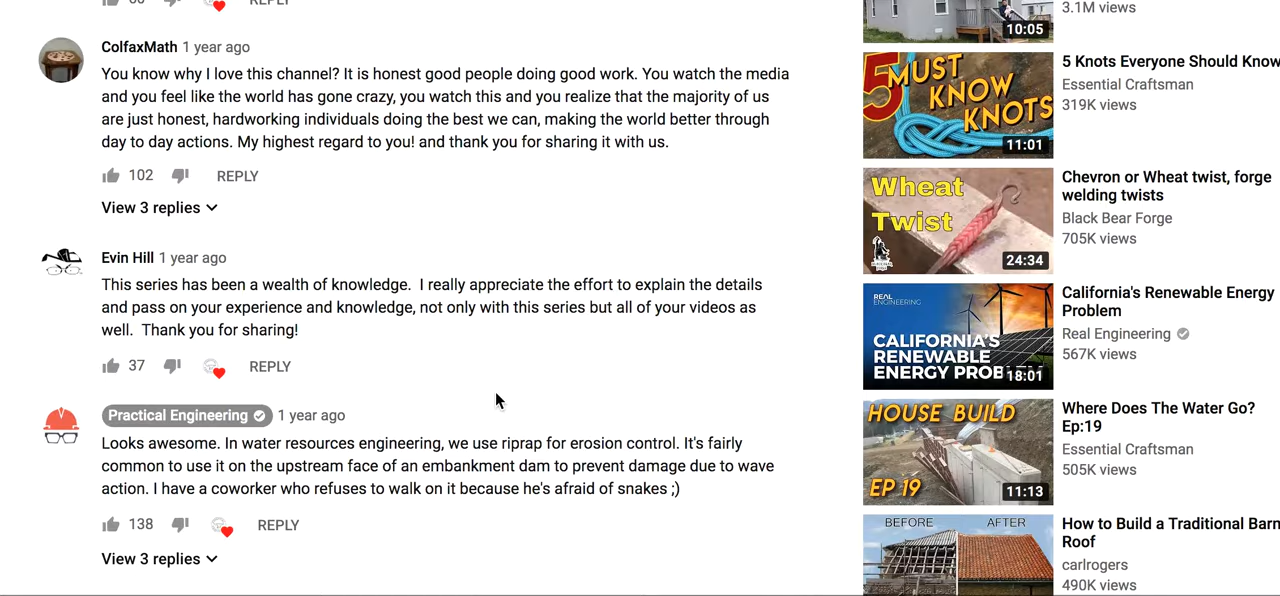 REPLY
ColfaxMath 1 year ago
You know why I love this channel? It is honest good people doing good work. You watch the media
and you feel like the world has gone crazy, you watch this and you realize that the majority of us
are just honest, hardworking individuals doing the best we can, making the world better through
day to day actions. My highest regard to you! and thank you for sharing it with us.
102 REPLY
View 3 replies
Evin Hill 1 year ago
This series has been a wealth of knowledge.  I really appreciate the effort to explain the details
and pass on your experience and knowledge, not only with this series but all of your videos as
well.  Thank you for sharing!
37 REPLY
Practical Engineering 1 year ago
Looks awesome. In water resources engineering, we use riprap for erosion control. It's fairly
common to use it on the upstream face of an embankment dam to prevent damage due to wave
action. I have a coworker who refuses to walk on it because he's afraid of snakes ;)
138 REPLY
View 3 replies
10:05
3.1M views
5 MUST
KNOW
KNOTS
11:01
5 Knots Everyone Should Know
Essential Craftsman
319K views
Wheat
Twist
24:34
Chevron or Wheat twist, forge
welding twists
Black Bear Forge
705K views
REAL
ENGINEERING
CALIFORNIA'S
RENEWABLE
ENERGY PROB
18:01
California's Renewable Energy
Problem
Real Engineering
567K views
HOUSE BUILD
EP 19
11:13
Where Does The Water Go?
Ep:19
Essential Craftsman
505K views
BEFORE AFTER
How to Build a Traditional Barn
Roof
carlrogers
490K views